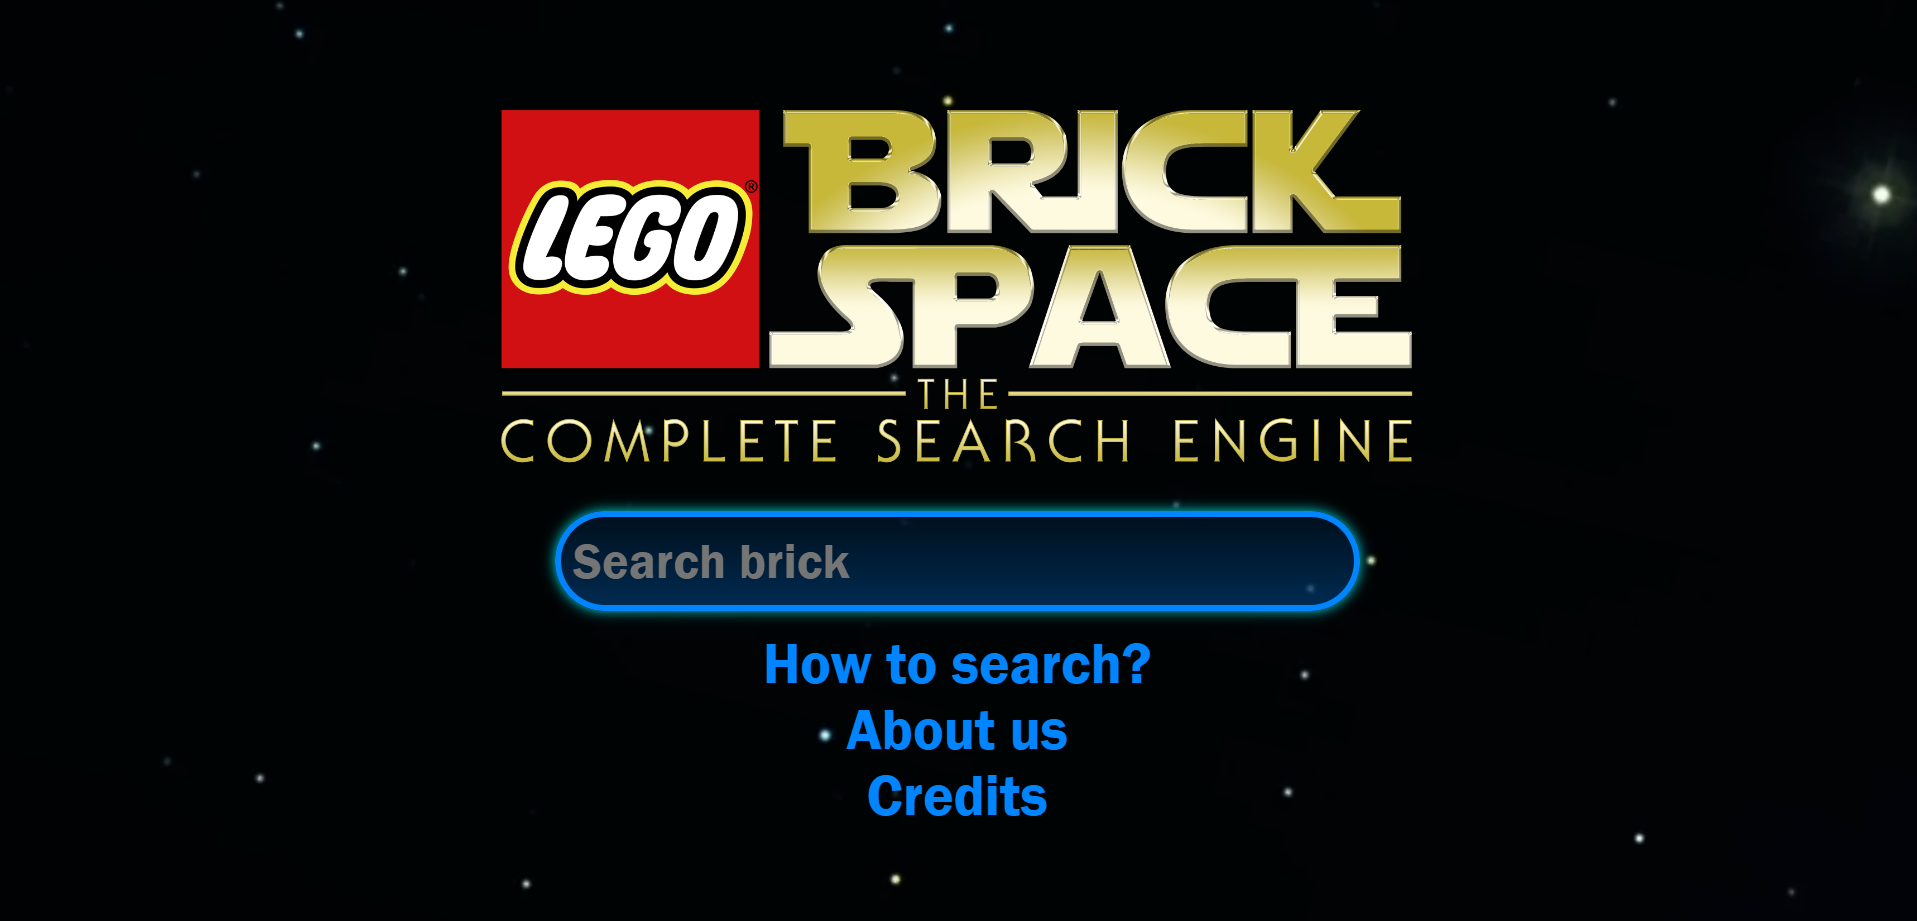 LEGO®
BRICK
SPACE
THE
COMPLETE SEARCH ENGINE
Search brick
How to search?
About us
Credits